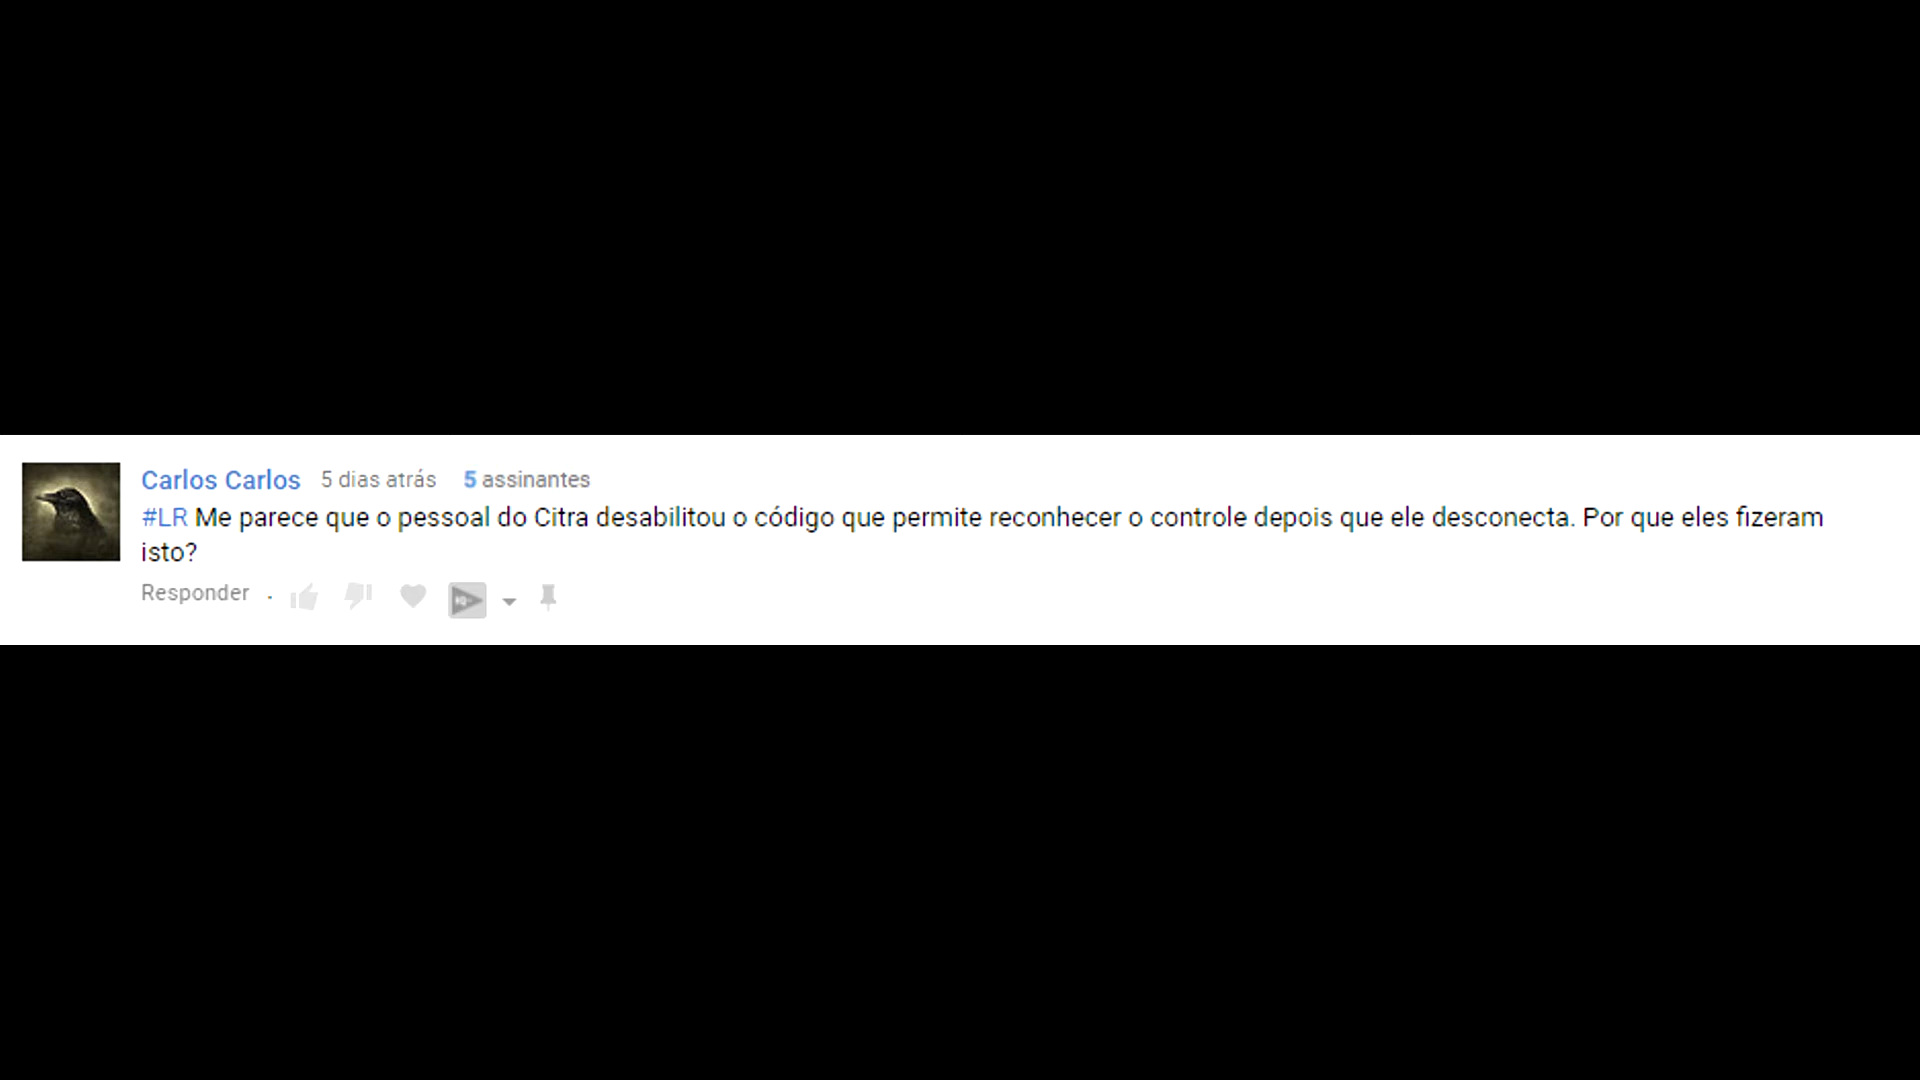 Carlos Carlos 5 dias atrás 5 assinantes
#LR Me parece que o pessoal do Citra desabilitou o código que permite reconhecer o controle depois que ele desconecta. Por que eles fizeram
isto?
Responder .